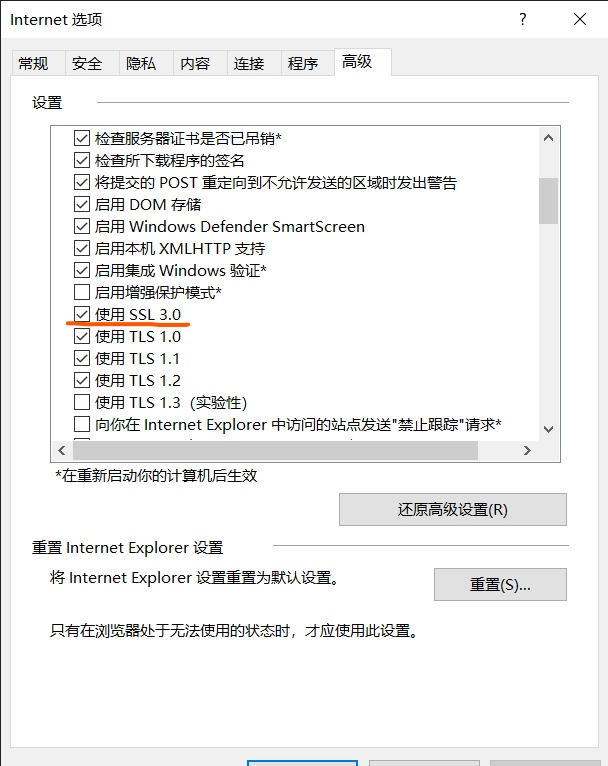 Internet 选项
?
常规 安全 隐私 内容 连接 程序 高级
设置
检查服务器证书是否已吊销*
检查所下载程序的签名
将提交的 POST 重定向到不允许发送的区域时发出警告
启用 DOM 存储
启用 Windows Defender SmartScreen
启用本机 XMLHTTP 支持
启用集成 Windows 验证*
启用增强保护模式*
使用 SSL 3.0
使用 TLS 1.0
使用 TLS 1.1
使用 TLS 1.2
使用 TLS 1.3（实验性）
向你在 Internet Explorer 中访问的站点发送"禁止跟踪"请求*
*在重新启动你的计算机后生效
还原高级设置(R)
重置 Internet Explorer 设置
将 Internet Explorer 设置重置为默认设置。
重置(S)...
只有在浏览器处于无法使用的状态时，才应使用此设置。